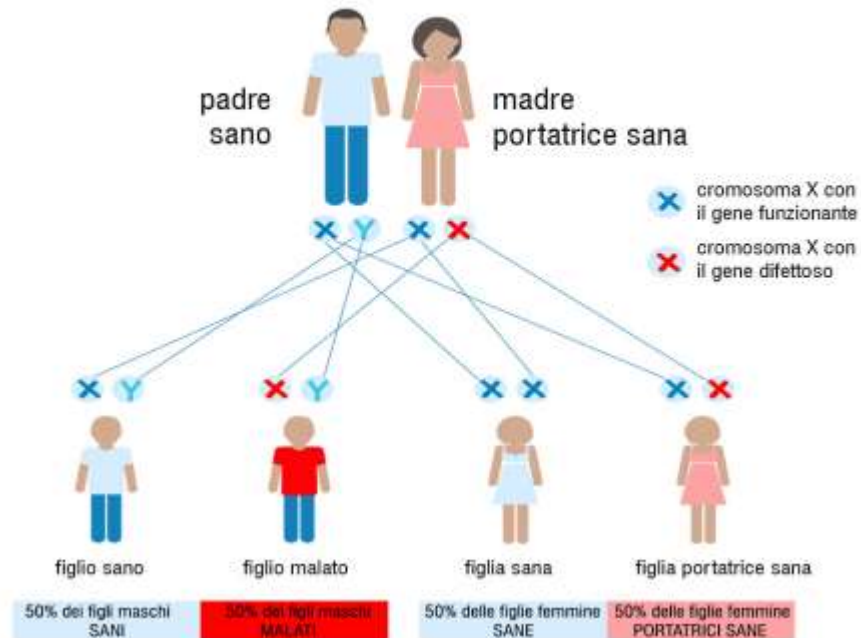 padre
sano
madre
portatrice sana
cromosoma X con
il gene funzionante
cromosoma X con
il gene difettoso
X Y X X
X Y X Y X X X X
figlio sano
figlio malato
figlia sana
figlia portatrice sana
50% dei figli maschi
SANI
50% dei figli maschi
MALATI
50% delle figlie femmine
SANE
50% delle figlie femmine
PORTATRICI SANE